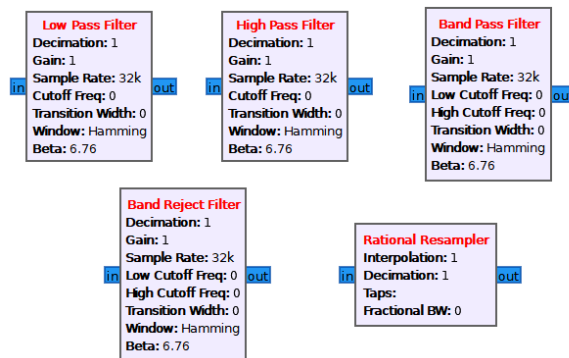 Low Pass Filter
Decimation: 1
Gain: 1
Sample Rate: 32k
Cutoff Freq: 0
Transition Width: 0
Window: Hamming
Beta: 6.76
in
out
High Pass Filter
Decimation: 1
Gain: 1
Sample Rate: 32k
Cutoff Freq: 0
Transition Width: 0
Window: Hamming
Beta: 6.76
in
out
Band Pass Filter
Decimation: 1
Gain: 1
Sample Rate: 32k
Low Cutoff Freq: 0
High Cutoff Freq: 0
Transition Width: 0
Window: Hamming
Beta: 6.76
in
ou
Band Reject Filter
Decimation: 1
Gain: 1
Sample Rate: 32k
Low Cutoff Freq: 0
High Cutoff Freq: 0
Transition Width: 0
Window: Hamming
Beta: 6.76
in
out
Rational Resampler
Interpolation: 1
Decimation: 1
Taps:
Fractional BW: 0
in
out